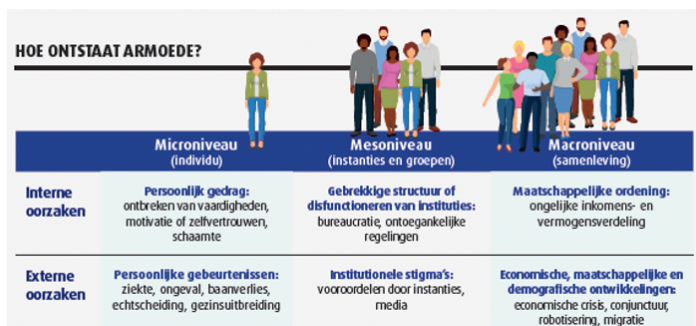 HOE ONTSTAAT ARMOEDE?
Microniveau
(individu)
Mesoniveau
(instanties en groepen)
Macroniveau
(samenleving)
Interne
oorzaken
Persoonlijk gedrag:
ontbreken van vaardigheden,
motivatie of zelfvertrouwen,
schaamte
Gebrekkige structuur of
disfunctioneren van instituties:
bureaucratie, ontoegankelijke
regelingen
Maatschappelijke ordening:
ongelijke inkomens- en
vermogensverdeling
Externe
oorzaken
Persoonlijke gebeurtenissen:
ziekte, ongeval, baanverlies,
echtscheiding, gezinsuitbreiding
Institutionele stigma's:
vooroordelen door instanties,
media
Economische, maatschappelijke en
demografische ontwikkelingen:
economische crisis, conjunctuur,
robotisering, migratie